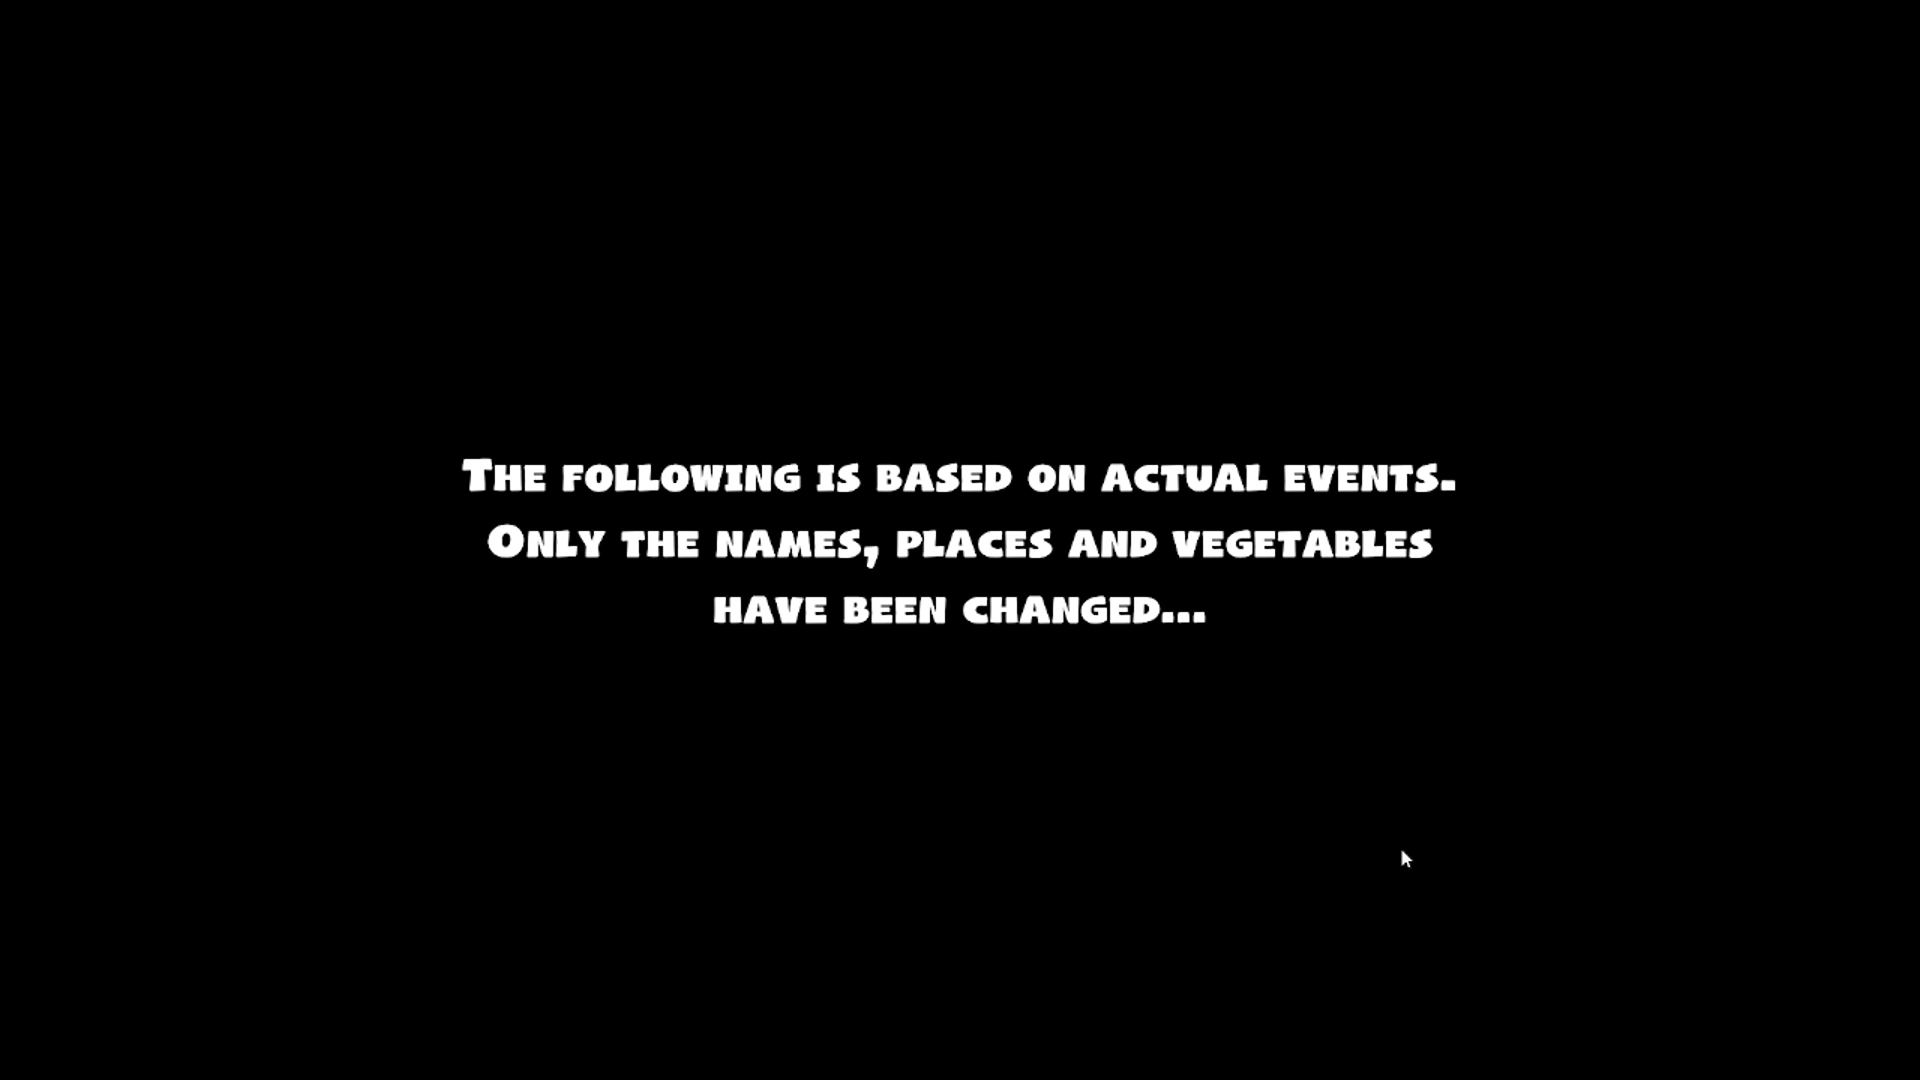 The following is based on actual events.
Only the names, places and vegetables
have been changed...